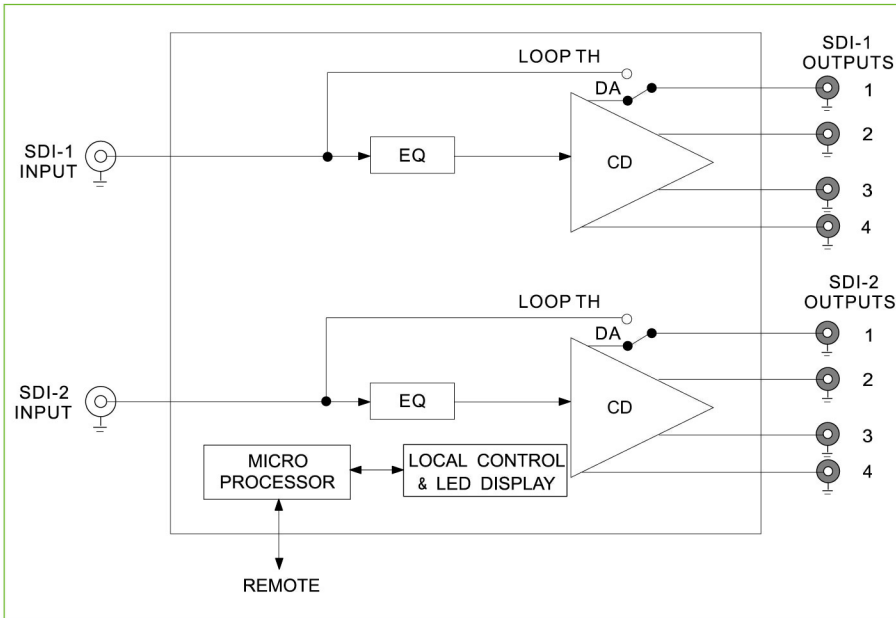 SDI-1
OUTPUTS
LOOP TH
DA
1
2
SDI-1
INPUT
EQ
CD
3
4
SDI-2
OUTPUTS
LOOP TH
DA
1
2
SDI-2
INPUT
EQ
CD
3
4
MICRO
PROCESSOR
LOCAL CONTROL
& LED DISPLAY
REMOTE